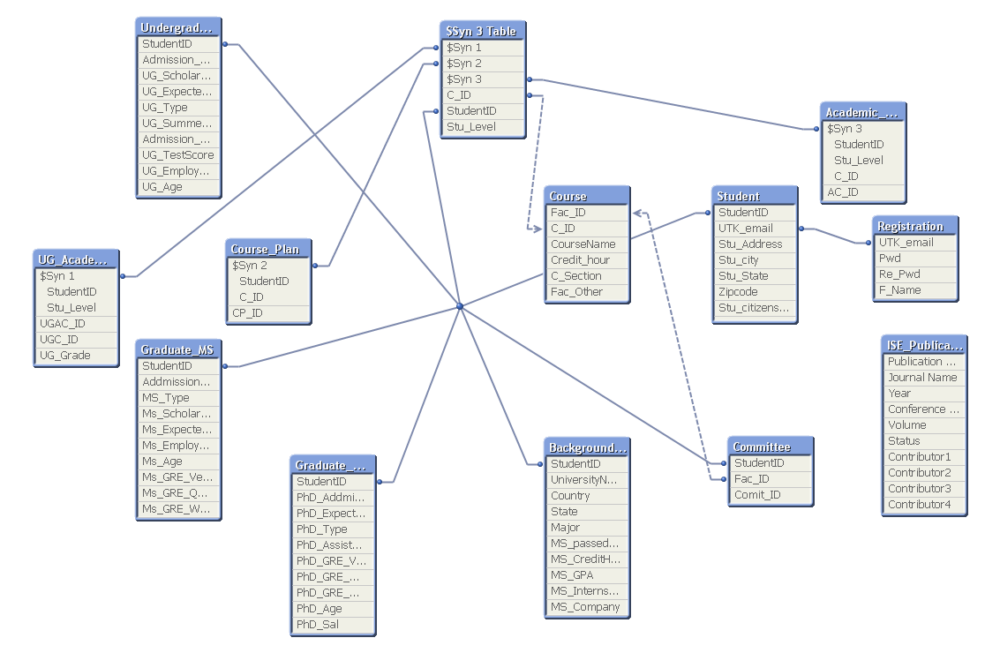 Undergrad...
StudentID
Admission_...
UG_Scholar...
UG_Expecte...
UG_Type
UG_Summe...
Admission_...
UG_TestScore
UG_Employ...
UG_Age
$Syn 3 Table
$Syn 1
$Syn 2
$Syn 3
C_ID
StudentID
Stu_Level
Academic_...
$Syn 3
StudentID
Stu_Level
C_ID
AC_ID
Course
Fac_ID
C_ID
CourseName
Credit_hour
C_Section
Fac_Other
Student
StudentID
UTK_email
Stu_Address
Stu_city
Stu_State
Zipcode
Stu_citizens...
Registration
UTK_email
Pwd
Re_Pwd
F_Name
UG_Acade...
$Syn 1
StudentID
Stu_Level
UGAC_ID
UGC_ID
UG_Grade
Course_Plan
$Syn 2
StudentID
C_ID
CP_ID
Graduate_MS
StudentID
Addmission...
MS_Type
Ms_Scholar...
Ms_Expecte...
Ms_Employ...
Ms_Age
Ms_GRE_Ve...
Ms_GRE_Q...
Ms_GRE_W...
Graduate_...
StudentID
PhD_Addmi...
PhD_Expect...
PhD_Type
PhD_Assist...
PhD_GRE_V...
PhD_GRE_...
PhD_GRE_...
PhD_Age
PhD_Sal
Background...
StudentID
UniversityN...
Country
State
Major
MS_passed...
MS_CreditH...
MS_GPA
MS_Interns...
MS_Company
Committee
StudentID
Fac_ID
Comit_ID
ISE_Publica...
Publication ...
Journal Name
Year
Conference ...
Volume
Status
Contributor1
Contributor2
Contributor3
Contributor4